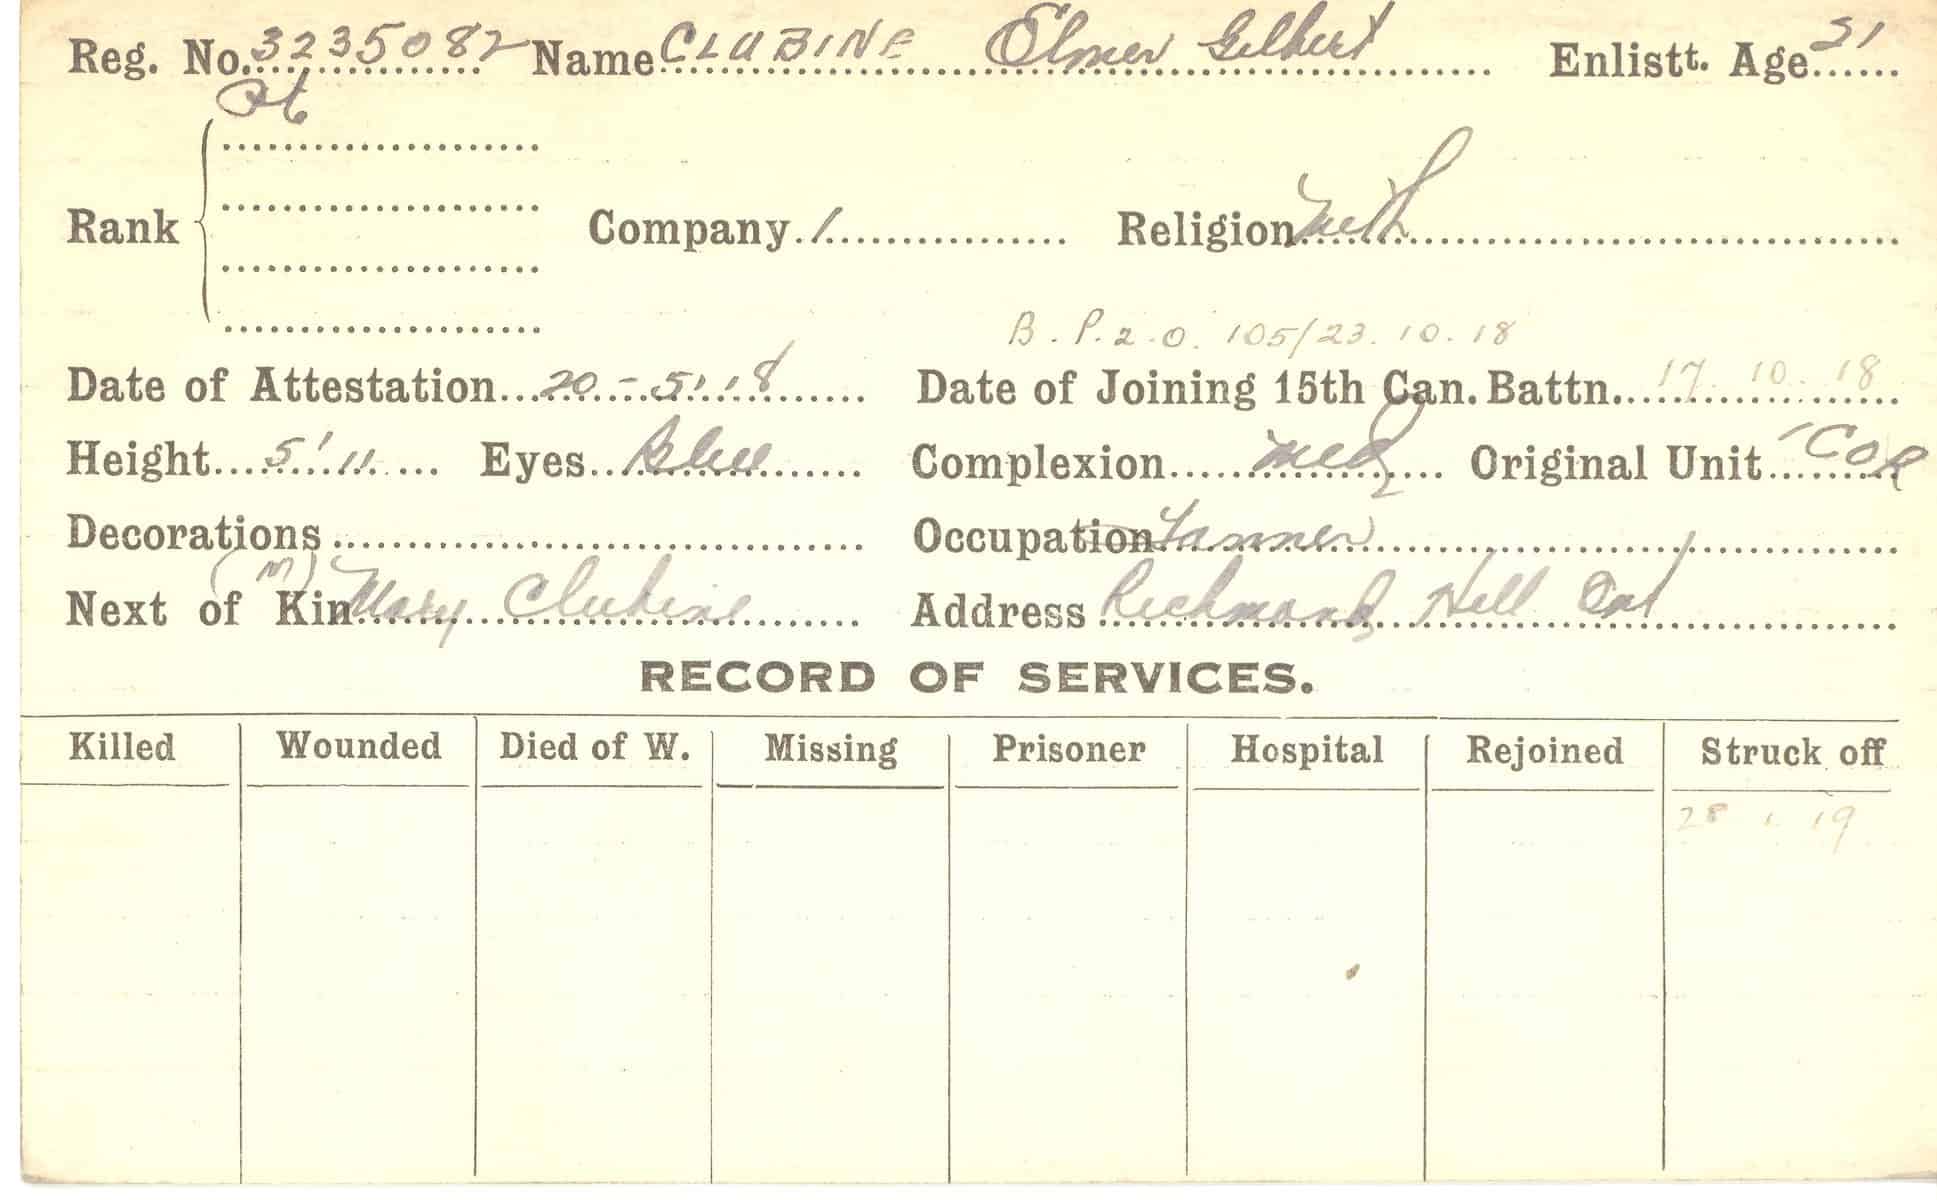 Reg. No. 3235082 Name CLUBINE Elmer Gilbert Enlistt. Age 21
Pte
Rank Company 1 Religion Meth
B.P.2.O. 105/23.10.18
Date of Attestation 20-5-18 Date of Joining 15th Can. Battn. 17 10 18
Height 5'11 Eyes Blue Complexion Med Original Unit 1 COR
Decorations Occupation
(M)
Next of Kin Mary Clubine Address Richmond Hill Ont
RECORD OF SERVICES.
Killed Wounded Died of W. Missing Prisoner Hospital Rejoined Struck off
28 1 19